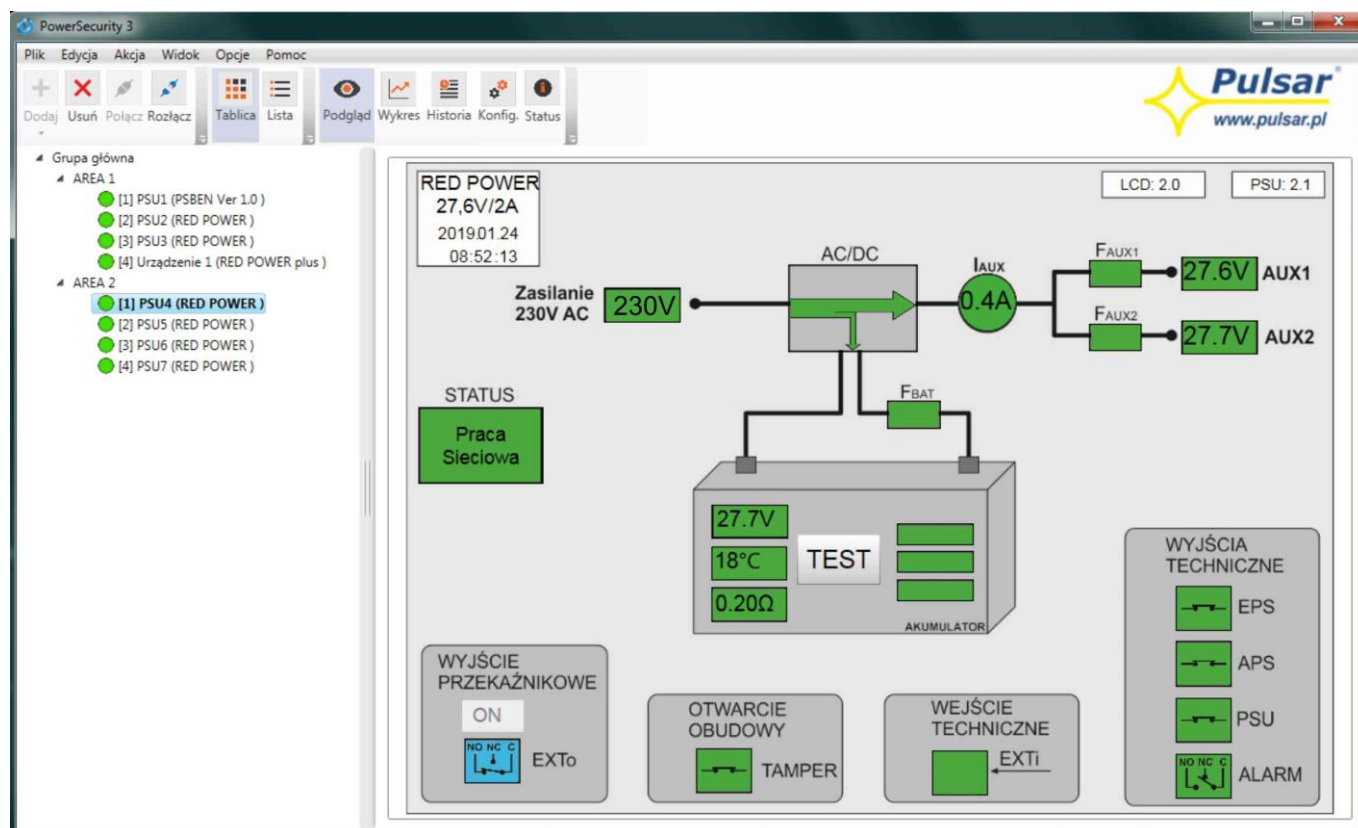 PowerSecurity 3
Plik Edycja Akcja Widok Opcje Pomoc
Dodaj Usuń Połącz Rozłącz Tablica Lista Podgląd Wykres Historia Konfig. Status
Pulsar®
www.pulsar.pl
Grupa główna
AREA 1
[1] PSU1 (PSBEN Ver 1.0 )
[2] PSU2 (RED POWER )
[3] PSU3 (RED POWER )
[4] Urządzenie 1 (RED POWER plus )
AREA 2
[1] PSU4 (RED POWER )
[2] PSU5 (RED POWER )
[3] PSU6 (RED POWER )
[4] PSU7 (RED POWER )
RED POWER
27,6V/2A
2019.01.24
08:52:13
LCD: 2.0
PSU: 2.1
Zasilanie
230V AC
230V
AC/DC
IAUX
0.4A
FAUX1
27.6V AUX1
FAUX2
27.7V AUX2
STATUS
Praca
Sieciowa
FBAT
27.7V
18°C
0.20Ω
TEST
AKUMULATOR
WYJŚCIE
PRZEKAŹNIKOWE
ON
NO NC C
EXTo
OTWARCIE
OBUDOWY
TAMPER
WEJŚCIE
TECHNICZNE
EXTi
WYJŚCIA
TECHNICZNE
EPS
APS
PSU
NO NC C
ALARM